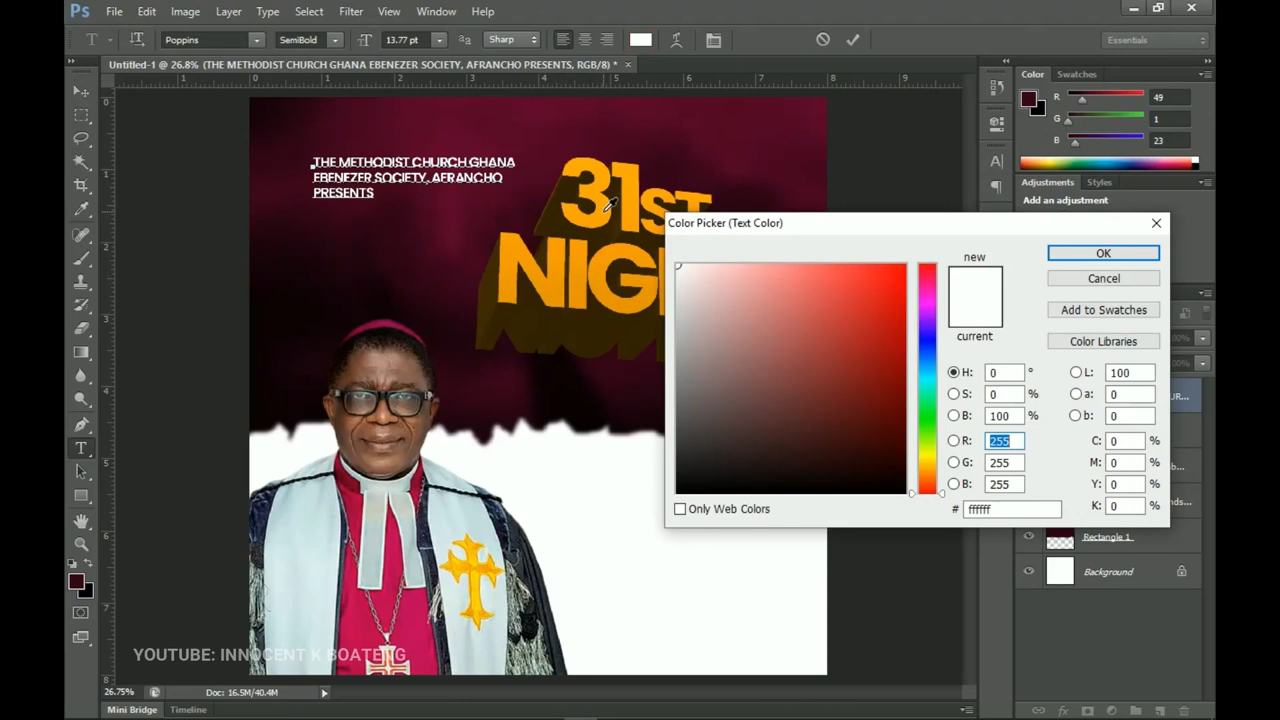 Ps File Edit Image Layer Type Select Filter View Window Help
T Poppins SemiBold 13.77 pt Sharp Essentials
Untitled-1 @ 26.8% (THE METHODIST CHURCH GHANA EBENEZER SOCIETY, AFRANCHO PRESENTS, RGB/8) *
Color Swatches
R 49
G 1
B 23
Adjustments Styles
Add an adjustment
THE METHODIST CHURCH GHANA
EBENEZER SOCIETY, AFRANCHO
PRESENTS
31ST
NIG
Color Picker (Text Color)
new
current
OK
Cancel
Add to Swatches
Color Libraries
H: 0 °
S: 0 %
B: 100 %
R: 255
G: 255
B: 255
L: 100
a: 0
b: 0
C: 0 %
M: 0 %
Y: 0 %
K: 0 %
# ffffff
Only Web Colors
Rectangle 1
Background
YOUTUBE: INNOCENT K BOATENG
26.75% Doc: 16.5M/40.4M
Mini Bridge Timeline